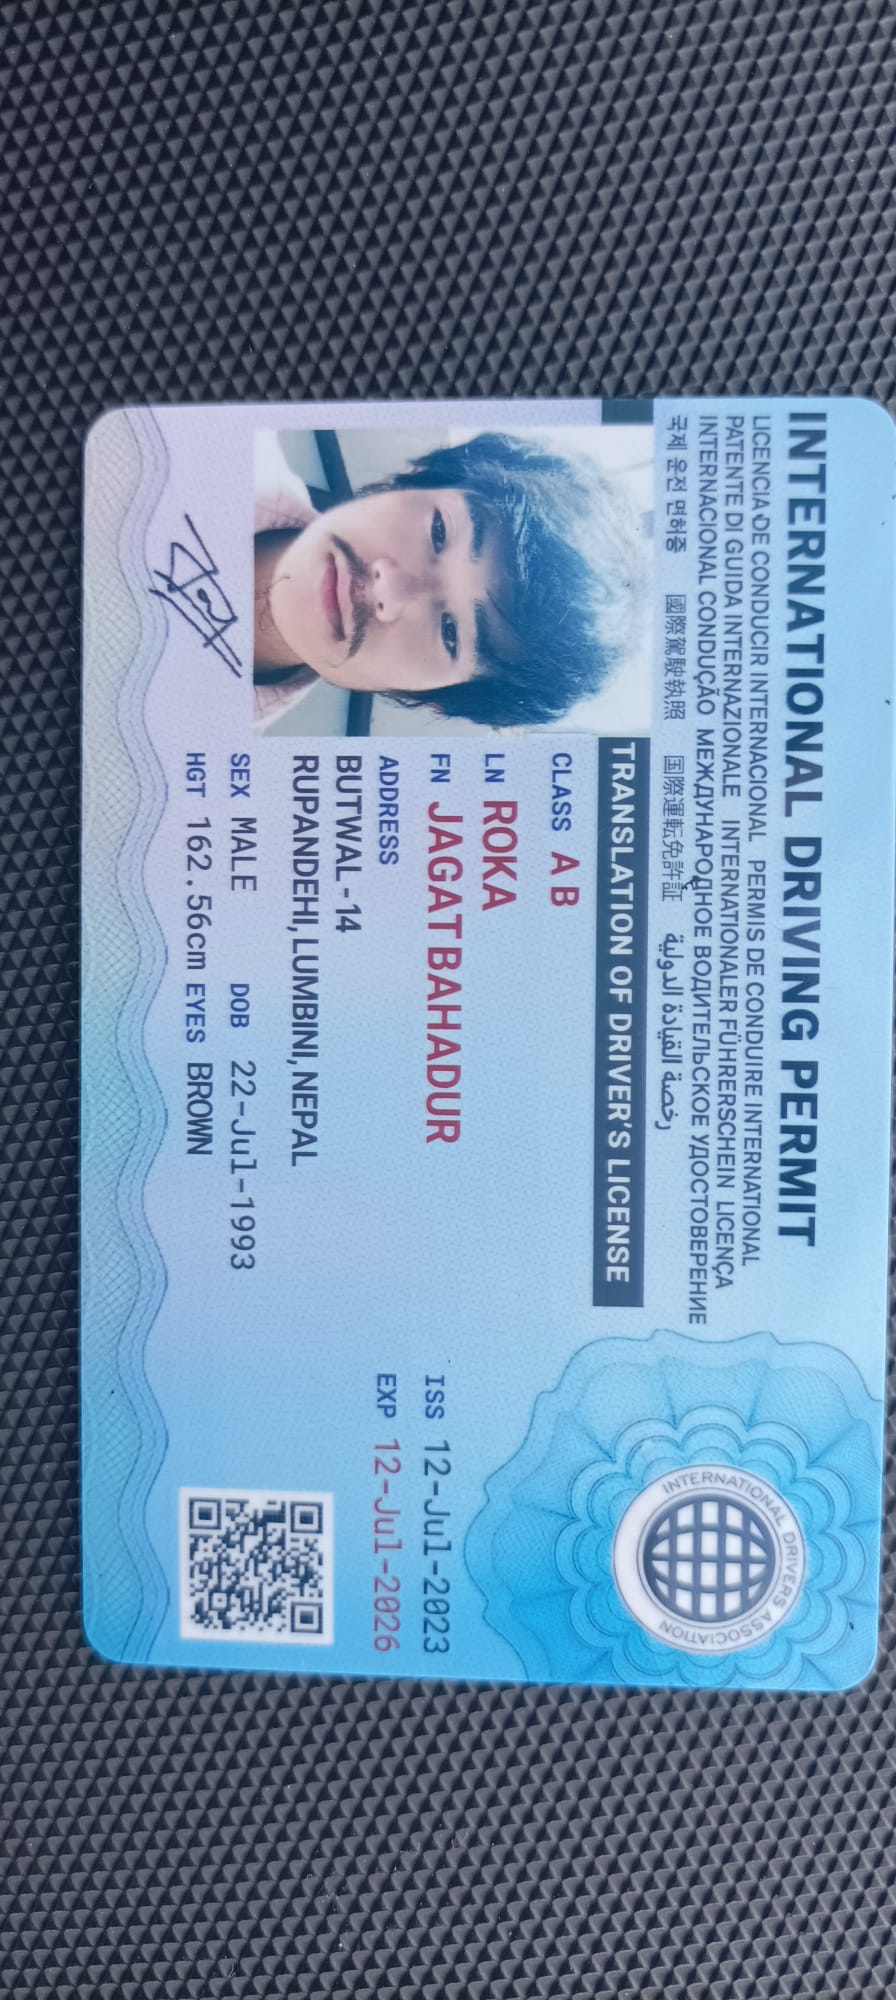 INTERNATIONAL DRIVING PERMIT
LICENCIA DE CONDUCIR INTERNACIONAL PERMIS DE CONDUIRE INTERNATIONAL
PATENTE DI GUIDA INTERNAZIONALE INTERNATIONALER FÜHRERSCHEIN LICENÇA
INTERNACIONAL CONDUÇÃO МЕЖДУНАРОДНОЕ ВОДИТЕЛЬСКОЕ УДОСТОВЕРЕНИЕ
국제 운전 면허증 國際駕駛執照 国際運転免許証 رخصة القيادة الدولية
INTERNATIONAL DRIVERS ASSOCIATION
TRANSLATION OF DRIVER'S LICENSE
CLASS A B
LN ROKA
FN JAGAT BAHADUR
ISS 12-Jul-2023
ADDRESS
EXP 12-Jul-2026
BUTWAL-14
RUPANDEHI, LUMBINI, NEPAL
SEX MALE DOB 22-Jul-1993
HGT 162.56cm EYES BROWN